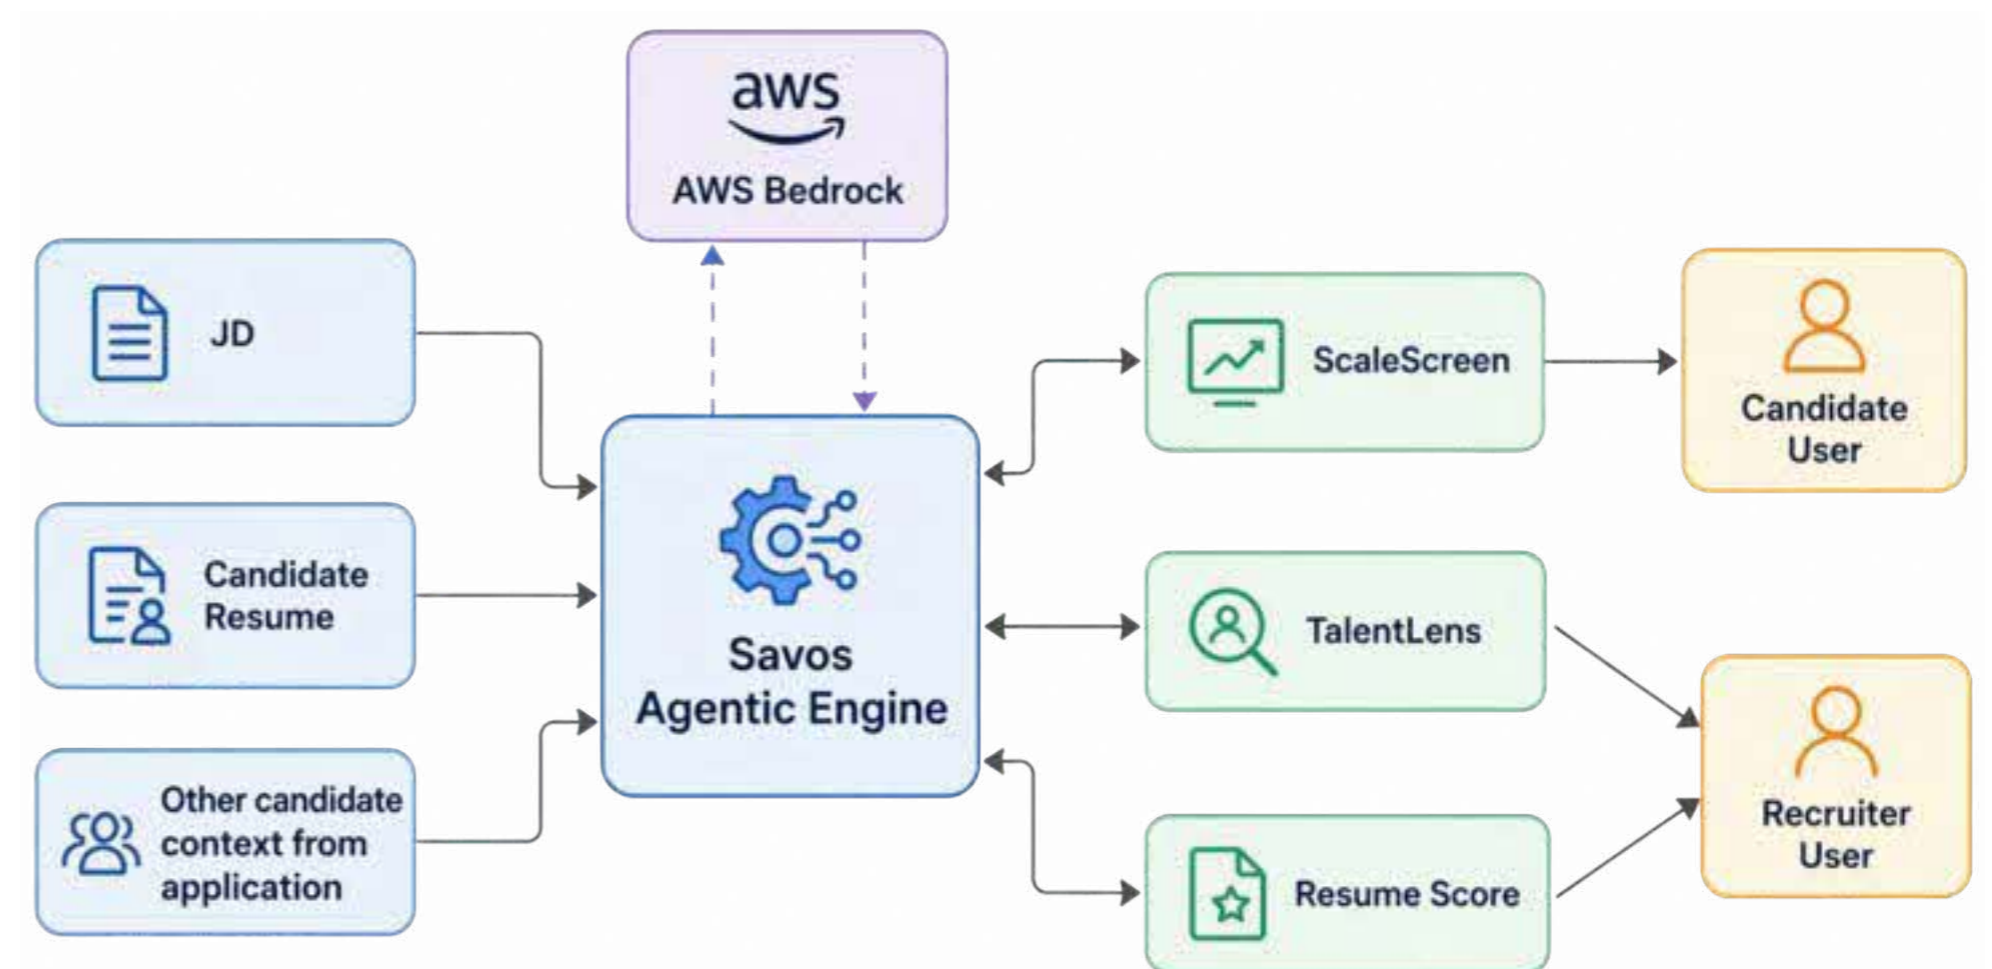 aws
AWS Bedrock
JD
Candidate
Resume
Other candidate
context from
application
Savos
Agentic Engine
ScaleScreen
TalentLens
Resume Score
Candidate
User
Recruiter
User